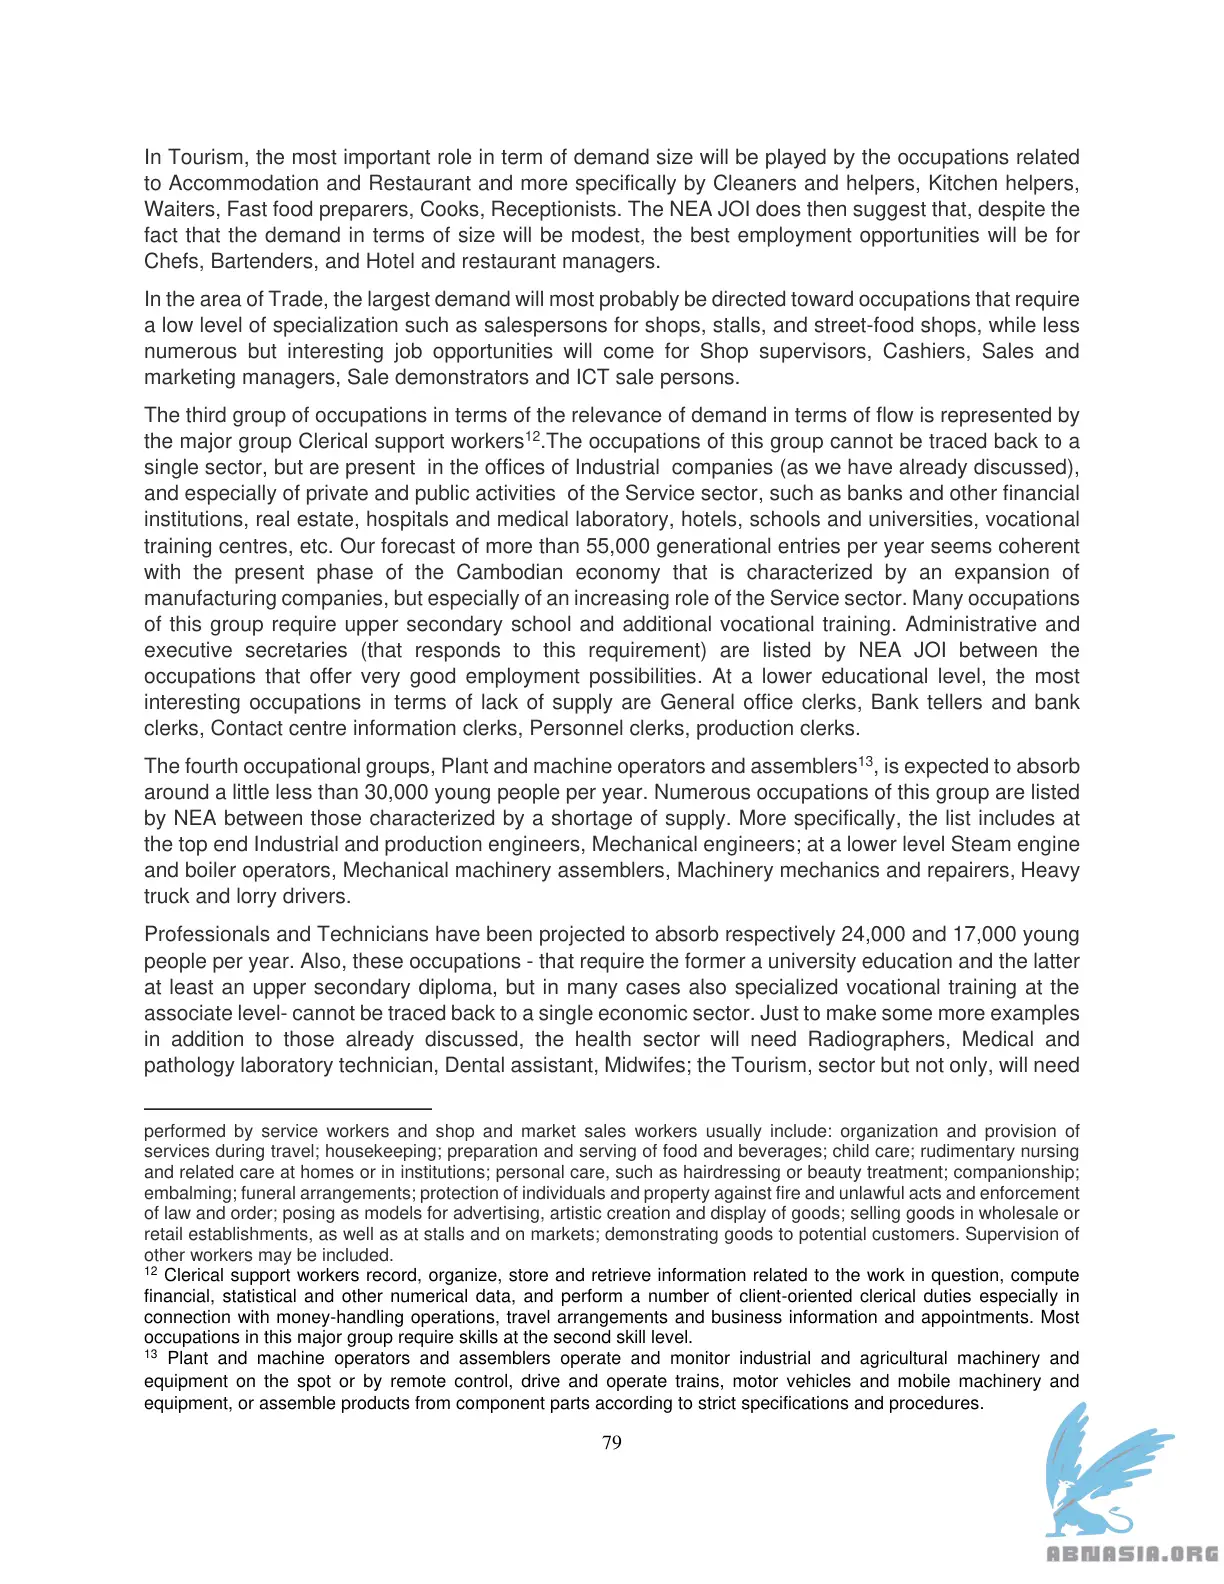 In Tourism, the most important role in term of demand size will be played by the occupations related
to Accommodation and Restaurant and more specifically by Cleaners and helpers, Kitchen helpers,
Waiters, Fast food preparers, Cooks, Receptionists. The NEA JOI does then suggest that, despite the
fact that the demand in terms of size will be modest, the best employment opportunities will be for
Chefs, Bartenders, and Hotel and restaurant managers.
In the area of Trade, the largest demand will most probably be directed toward occupations that require
a low level of specialization such as salespersons for shops, stalls, and street-food shops, while less
numerous but interesting job opportunities will come for Shop supervisors, Cashiers, Sales and
marketing managers, Sale demonstrators and ICT sale persons.
The third group of occupations in terms of the relevance of demand in terms of flow is represented by
the major group Clerical support workers12.The occupations of this group cannot be traced back to a
single sector, but are present in the offices of Industrial companies (as we have already discussed),
and especially of private and public activities of the Service sector, such as banks and other financial
institutions, real estate, hospitals and medical laboratory, hotels, schools and universities, vocational
training centres, etc. Our forecast of more than 55,000 generational entries per year seems coherent
with the present phase of the Cambodian economy that is characterized by an expansion of
manufacturing companies, but especially of an increasing role of the Service sector. Many occupations
of this group require upper secondary school and additional vocational training. Administrative and
executive secretaries (that responds to this requirement) are listed by NEA JOI between the
occupations that offer very good employment possibilities. At a lower educational level, the most
interesting occupations in terms of lack of supply are General office clerks, Bank tellers and bank
clerks, Contact centre information clerks, Personnel clerks, production clerks.
The fourth occupational groups, Plant and machine operators and assemblers13, is expected to absorb
around a little less than 30,000 young people per year. Numerous occupations of this group are listed
by NEA between those characterized by a shortage of supply. More specifically, the list includes at
the top end Industrial and production engineers, Mechanical engineers; at a lower level Steam engine
and boiler operators, Mechanical machinery assemblers, Machinery mechanics and repairers, Heavy
truck and lorry drivers.
Professionals and Technicians have been projected to absorb respectively 24,000 and 17,000 young
people per year. Also, these occupations - that require the former a university education and the latter
at least an upper secondary diploma, but in many cases also specialized vocational training at the
associate level- cannot be traced back to a single economic sector. Just to make some more examples
in addition to those already discussed, the health sector will need Radiographers, Medical and
pathology laboratory technician, Dental assistant, Midwifes; the Tourism, sector but not only, will need
performed by service workers and shop and market sales workers usually include: organization and provision of
services during travel; housekeeping; preparation and serving of food and beverages; child care; rudimentary nursing
and related care at homes or in institutions; personal care, such as hairdressing or beauty treatment; companionship;
embalming; funeral arrangements; protection of individuals and property against fire and unlawful acts and enforcement
of law and order; posing as models for advertising, artistic creation and display of goods; selling goods in wholesale or
retail establishments, as well as at stalls and on markets; demonstrating goods to potential customers. Supervision of
other workers may be included.
12 Clerical support workers record, organize, store and retrieve information related to the work in question, compute
financial, statistical and other numerical data, and perform a number of client-oriented clerical duties especially in
connection with money-handling operations, travel arrangements and business information and appointments. Most
occupations in this major group require skills at the second skill level.
13 Plant and machine operators and assemblers operate and monitor industrial and agricultural machinery and
equipment on the spot or by remote control, drive and operate trains, motor vehicles and mobile machinery and
equipment, or assemble products from component parts according to strict specifications and procedures.
79
ABNASIA.ORG